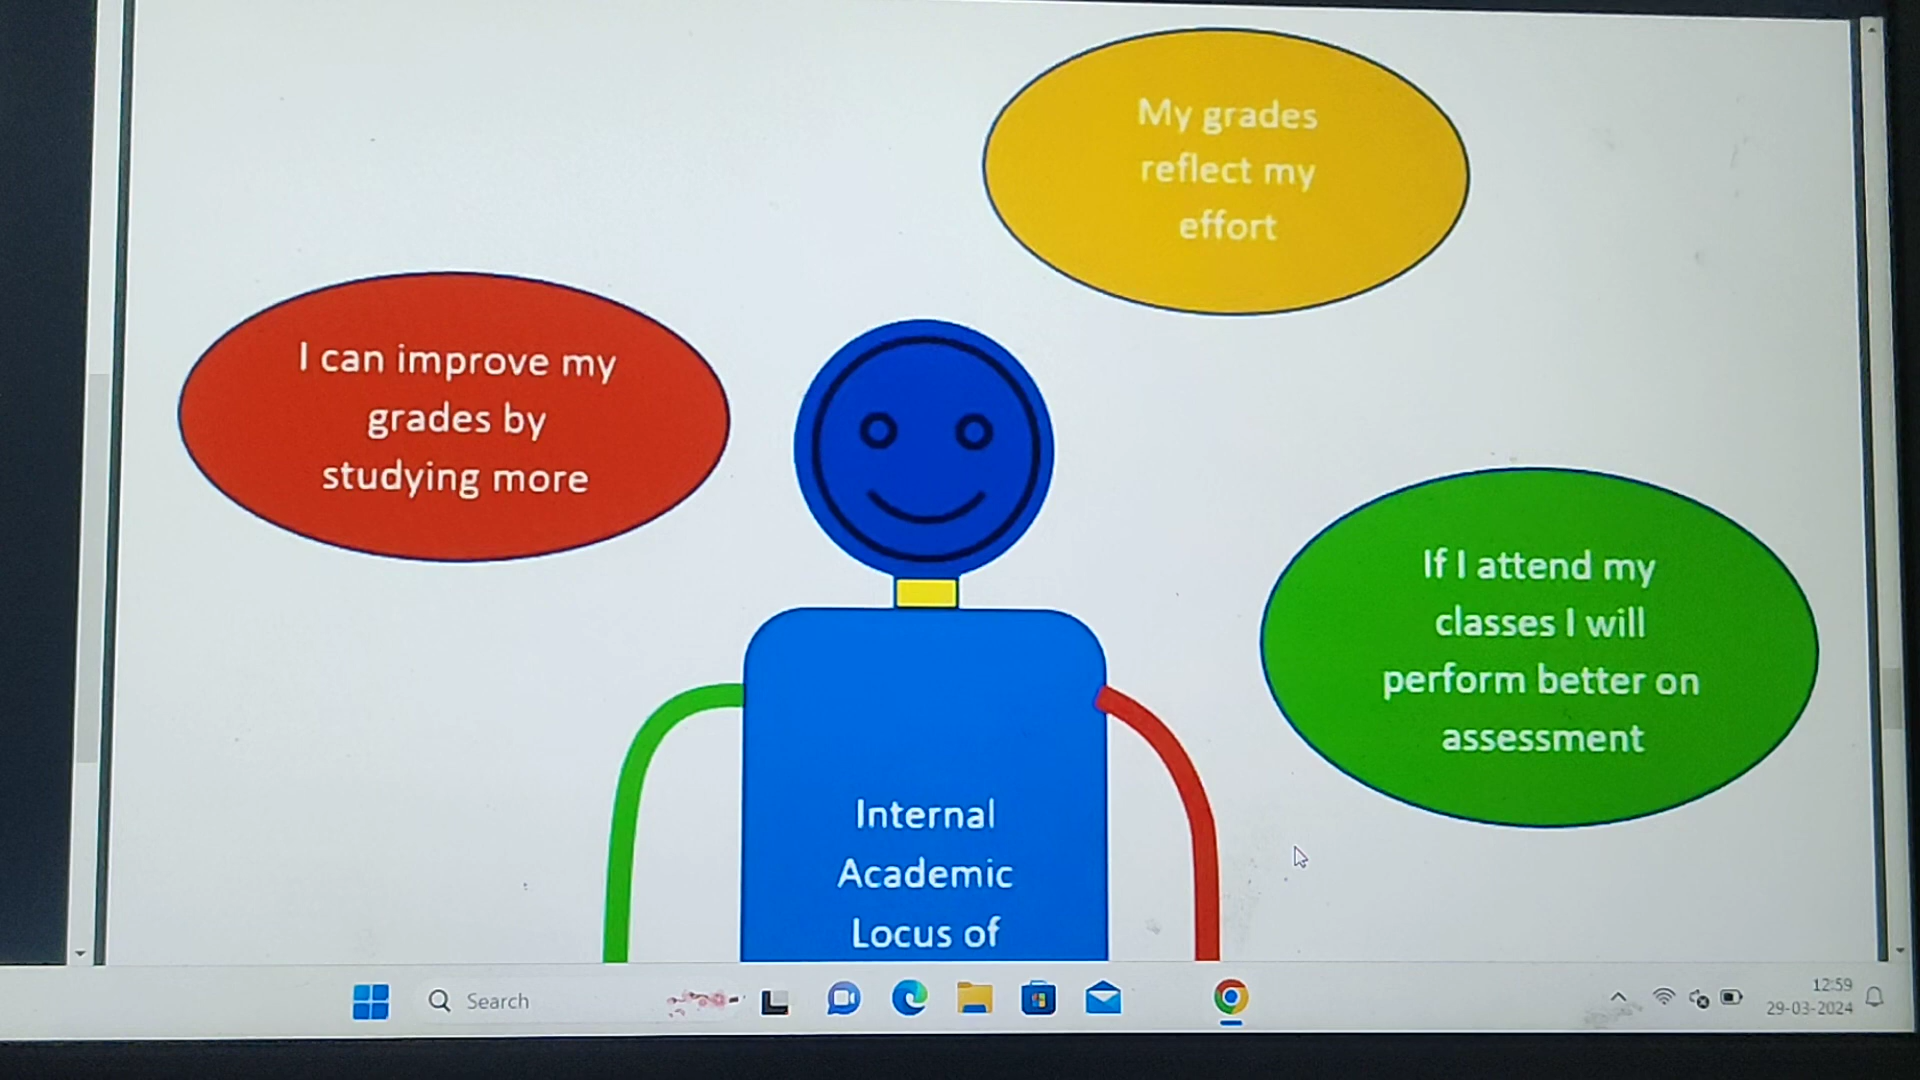 My grades
reflect my
effort
I can improve my
grades by
studying more
If I attend my
classes I will
perform better on
assessment
Internal
Academic
Locus of
Search
12:59
29-03-2024